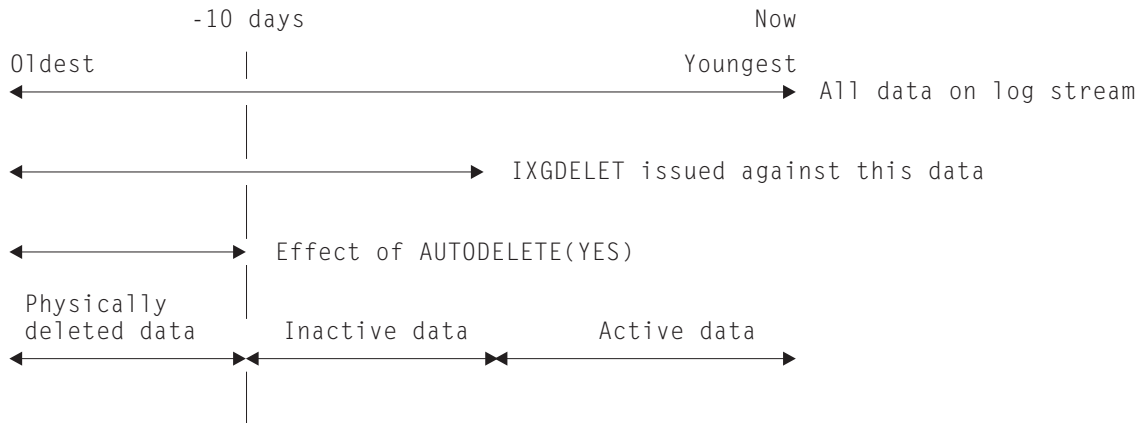 -10 days Now
Oldest Youngest
All data on log stream
IXGDELET issued against this data
Effect of AUTODELETE(YES)
Physically
deleted data Inactive data Active data